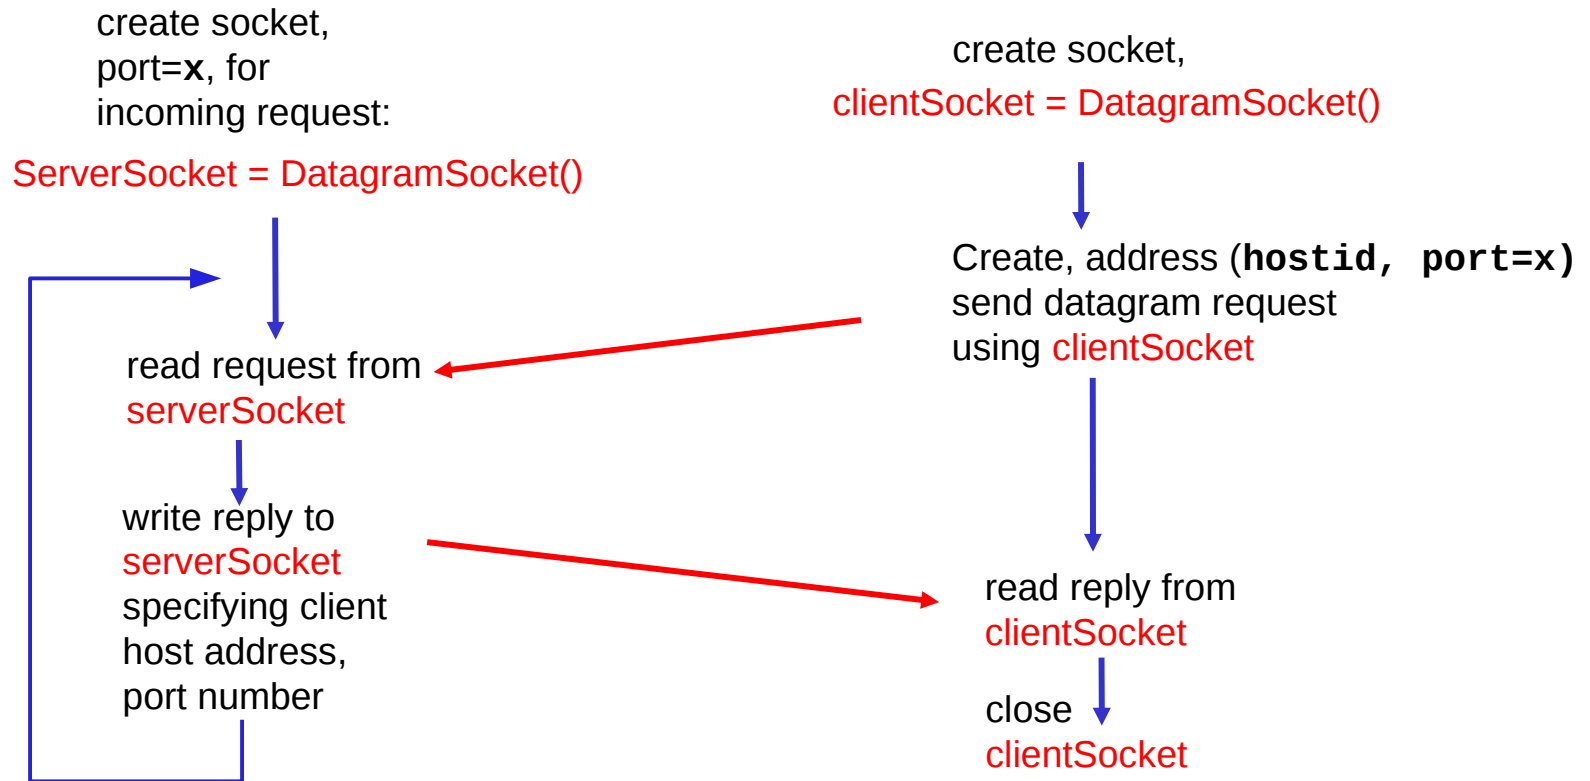 create socket,
port=x, for
incoming request:
ServerSocket = DatagramSocket()
read request from
serverSocket
write reply to
serverSocket
specifying client
host address,
port number
create socket,
clientSocket = DatagramSocket()
Create, address (hostid, port=x)
send datagram request
using clientSocket
read reply from
clientSocket
close
clientSocket